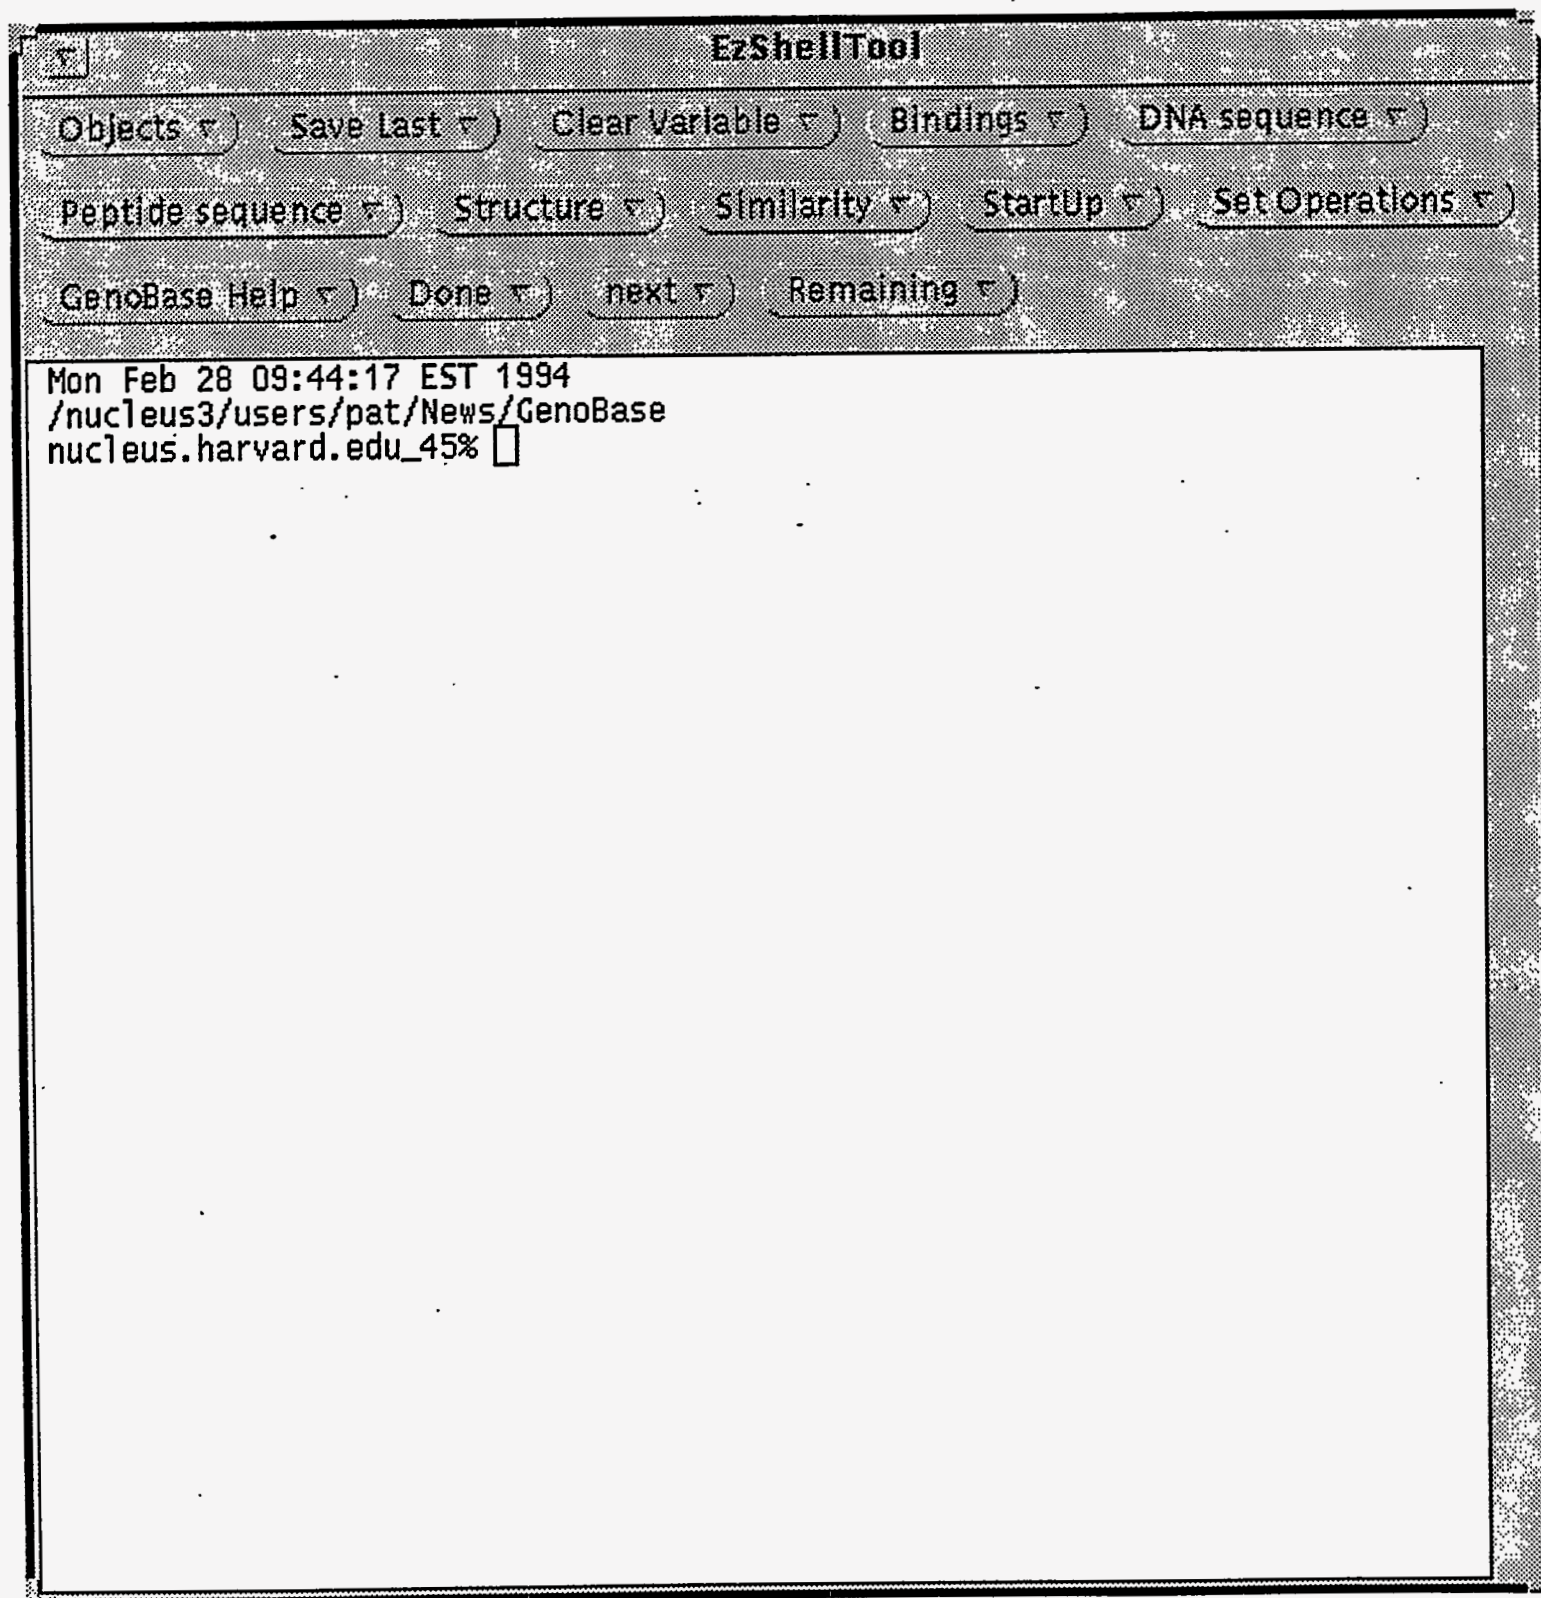 EzShellTool
Objects Save Last Clear Variable Bindings DNA sequence
Peptide sequence Structure Similarity StartUp Set Operations
GenoBase Help Done next Remaining
Mon Feb 28 09:44:17 EST 1994
/nucleus3/users/pat/News/GenoBase
nucleus.harvard.edu_45%